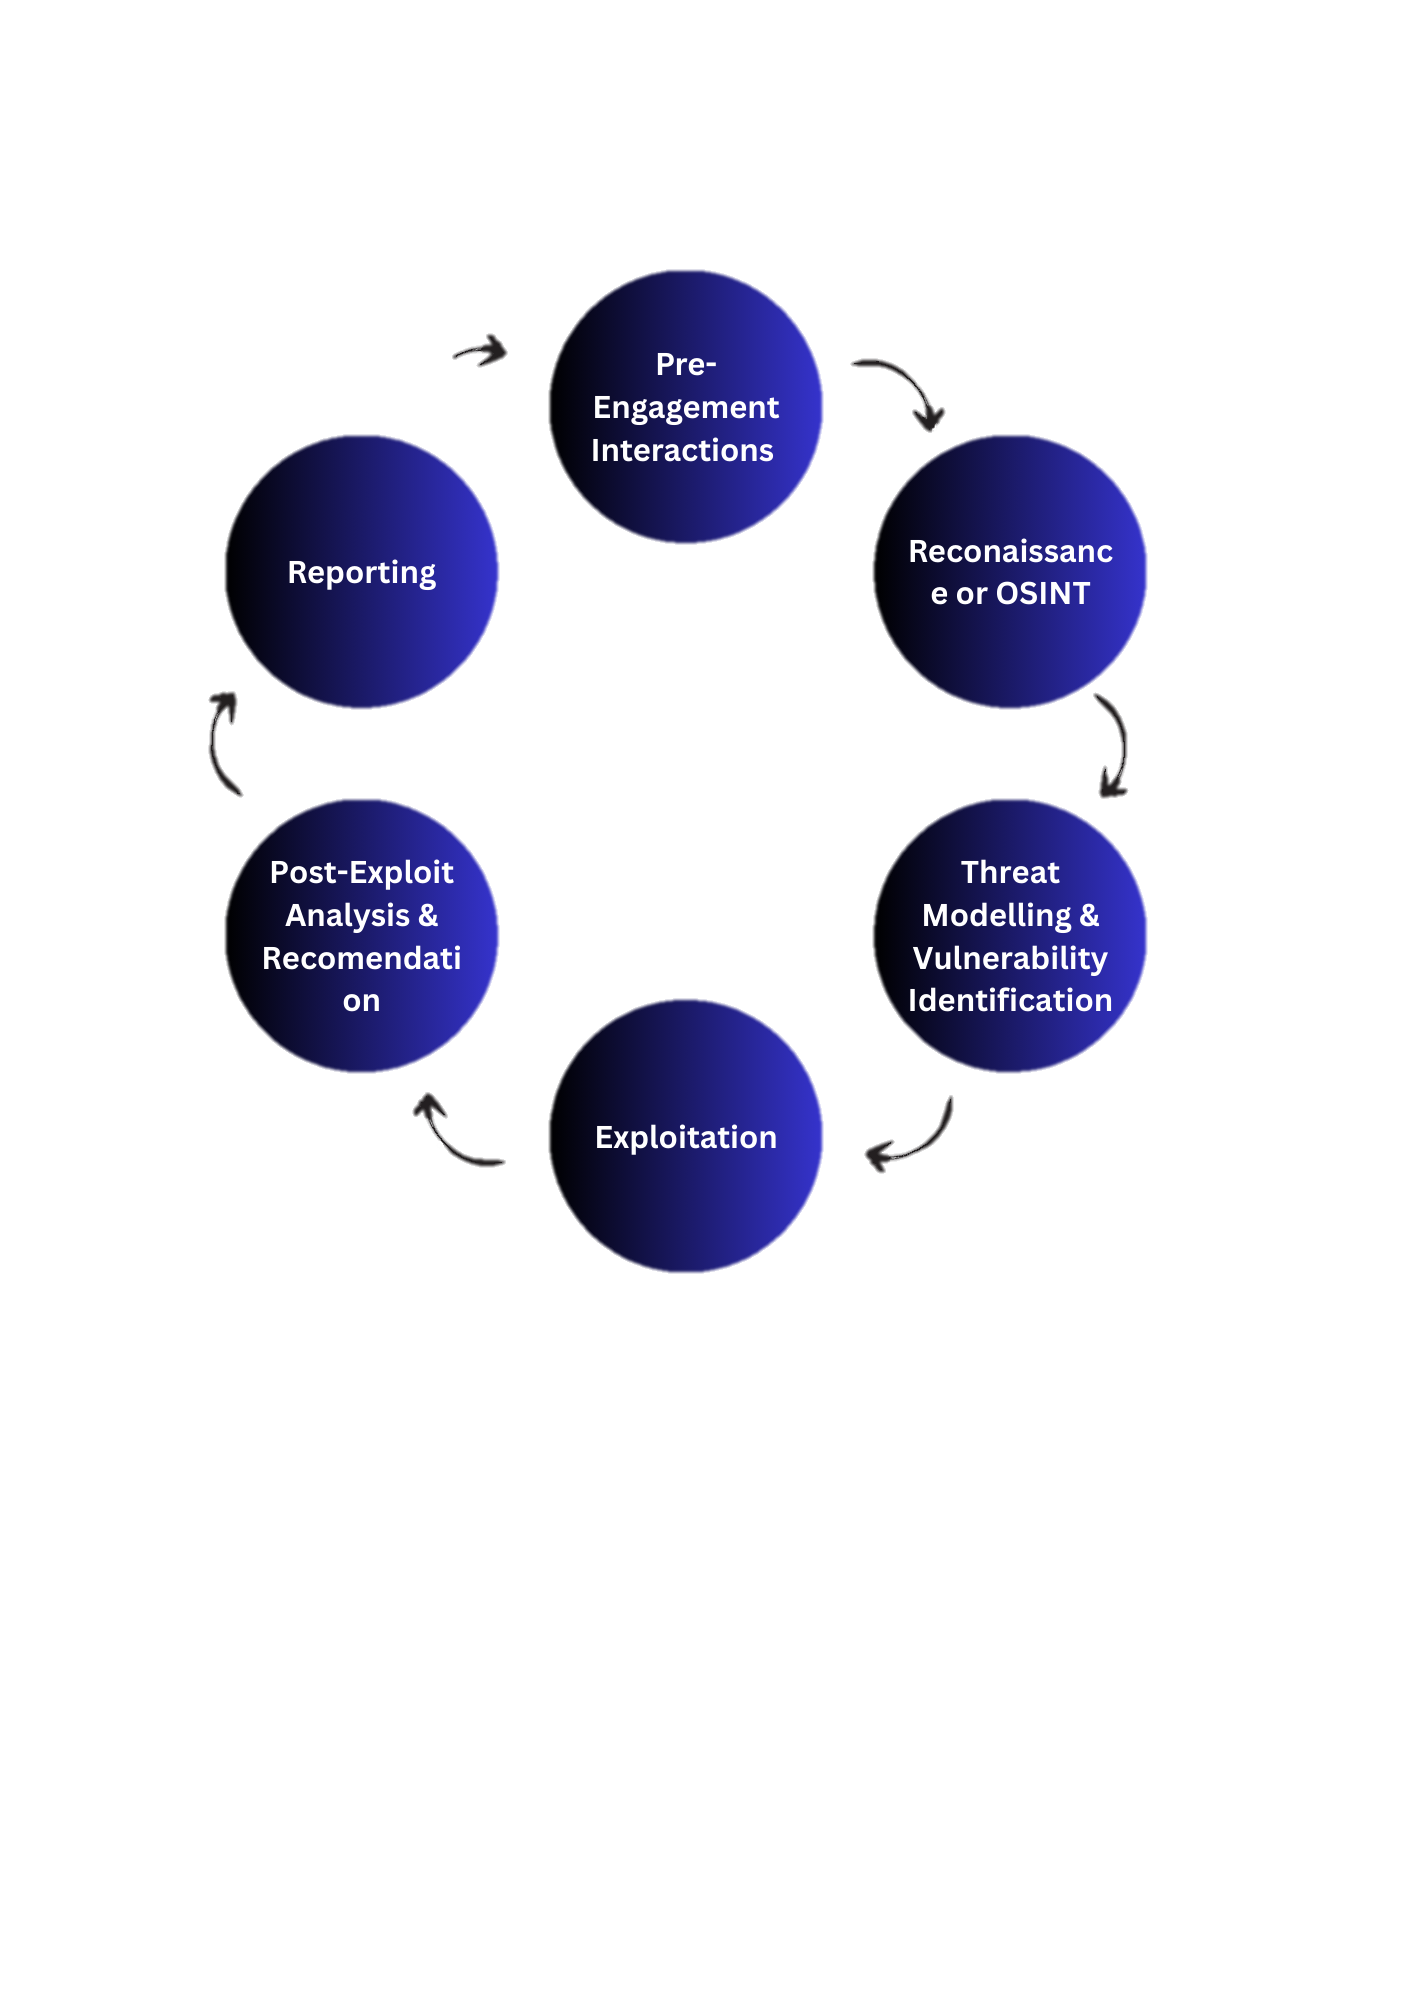 Pre-
Engagement
Interactions
Reconaissanc
e or OSINT
Threat
Modelling &
Vulnerability
Identification
Exploitation
Post-Exploit
Analysis &
Recomendati
on
Reporting